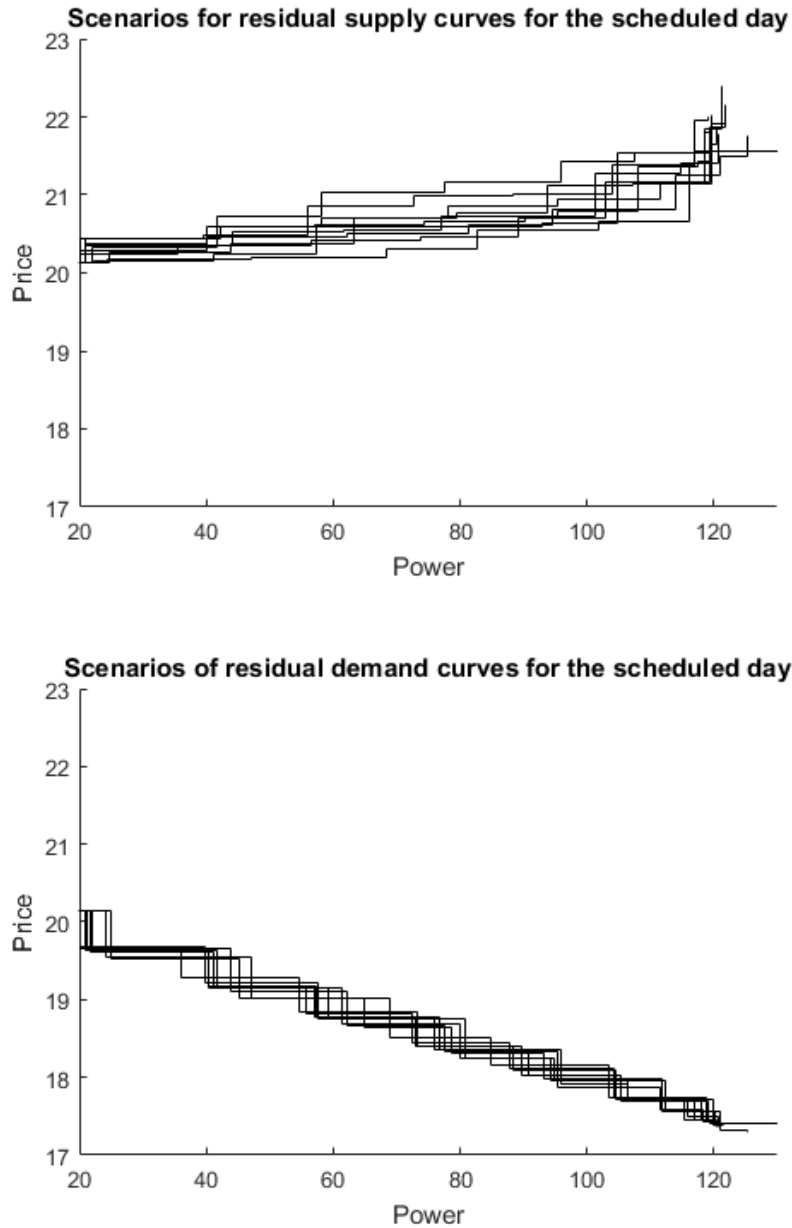 Scenarios for residual supply curves for the scheduled day
23
22
21
20
19
18
17
Price
20 40 60 80 100 120
Power
Scenarios of residual demand curves for the scheduled day
23
22
21
20
19
18
17
Price
20 40 60 80 100 120
Power